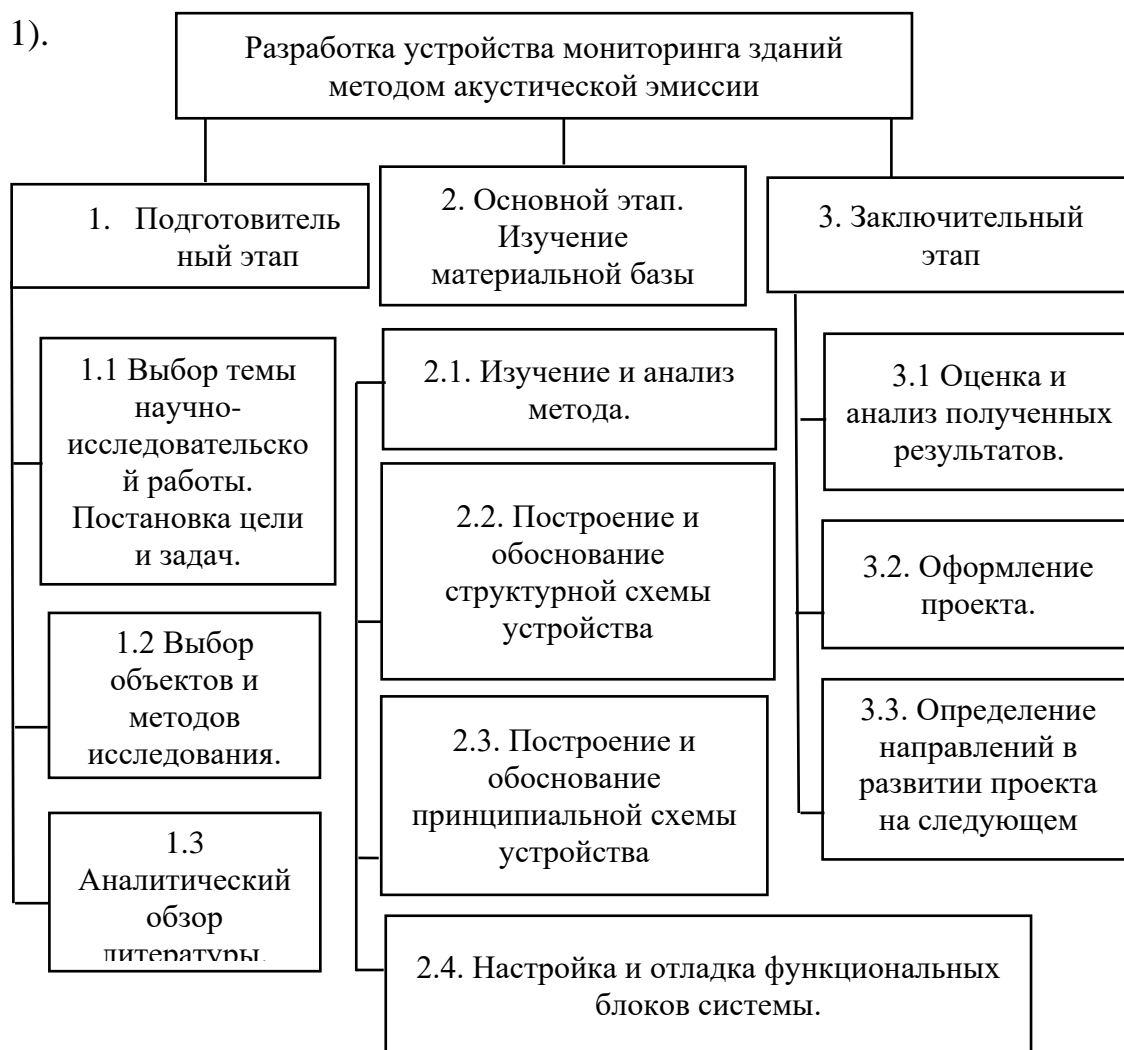 1).
Разработка устройства мониторинга зданий
методом акустической эмиссии
1. Подготовитель
ный этап
2. Основной этап.
Изучение
материальной базы
3. Заключительный
этап
1.1 Выбор темы
научно-
исследовательско
й работы.
Постановка цели
и задач.
1.2 Выбор
объектов и
методов
исследования.
1.3
Аналитический
обзор
литературы.
2.1. Изучение и анализ
метода.
2.2. Построение и
обоснование
структурной схемы
устройства
2.3. Построение и
обоснование
принципиальной схемы
устройства
2.4. Настройка и отладка функциональных
блоков системы.
3.1 Оценка и
анализ полученных
результатов.
3.2. Оформление
проекта.
3.3. Определение
направлений в
развитии проекта
на следующем